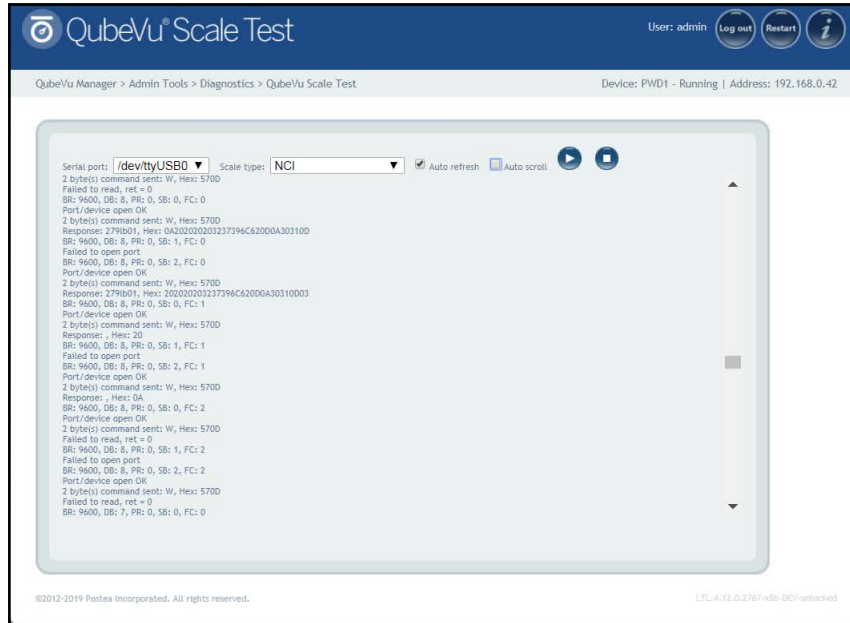 QubeVu® Scale Test
User: admin
Log out
Restart
i
QubeVu Manager > Admin Tools > Diagnostics > QubeVu Scale Test
Device: PWD1 - Running | Address: 192.168.0.42
Serial port: /dev/ttyUSB0 ▼ Scale type: NCI ▼ Auto refresh Auto scroll
2 byte(s) command sent: W, Hex: 570D
Failed to read, ret = 0
BR: 9600, DB: 8, PR: 0, SB: 0, FC: 0
Port/device open OK
2 byte(s) command sent: W, Hex: 570D
Response: 279lb01, Hex: 0A202020203237396C620D0A30310D
BR: 9600, DB: 8, PR: 0, SB: 1, FC: 0
Failed to open port
BR: 9600, DB: 8, PR: 0, SB: 2, FC: 0
Port/device open OK
2 byte(s) command sent: W, Hex: 570D
Response: 279lb01, Hex: 202020203237396C620D0A30310D03
BR: 9600, DB: 8, PR: 0, SB: 0, FC: 1
Port/device open OK
2 byte(s) command sent: W, Hex: 570D
Response: , Hex: 20
BR: 9600, DB: 8, PR: 0, SB: 1, FC: 1
Failed to open port
BR: 9600, DB: 8, PR: 0, SB: 2, FC: 1
Port/device open OK
2 byte(s) command sent: W, Hex: 570D
Response: , Hex: 0A
BR: 9600, DB: 8, PR: 0, SB: 0, FC: 2
Port/device open OK
2 byte(s) command sent: W, Hex: 570D
Failed to read, ret = 0
BR: 9600, DB: 8, PR: 0, SB: 1, FC: 2
Failed to open port
BR: 9600, DB: 8, PR: 0, SB: 2, FC: 2
Port/device open OK
2 byte(s) command sent: W, Hex: 570D
Failed to read, ret = 0
BR: 9600, DB: 7, PR: 0, SB: 0, FC: 0
©2012-2019 Postea Incorporated. All rights reserved.
LTL:4.12.0.2767-x86-DEV-unlocked